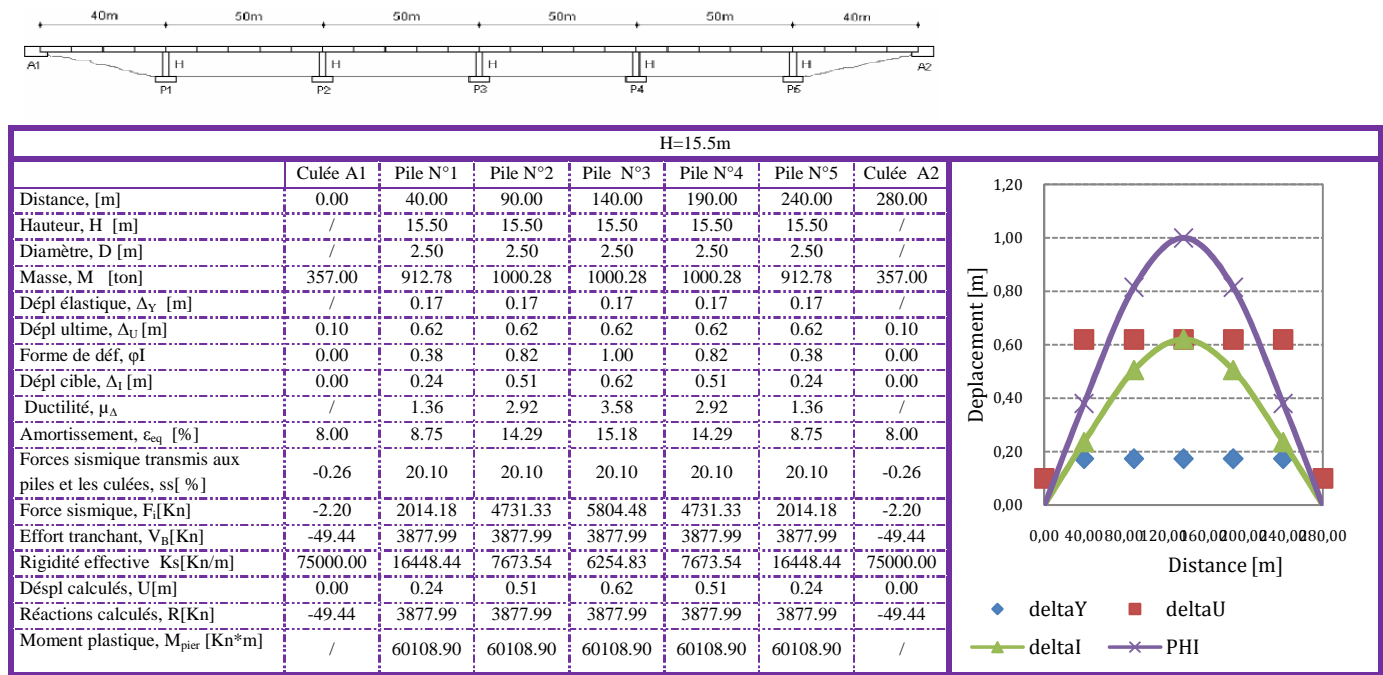 40m 50m 50m 50m 50m 40m
A1 H H H H H A2
P1 P2 P3 P4 P5
H=15.5m
Culée A1 Pile N°1 Pile N°2 Pile N°3 Pile N°4 Pile N°5 Culée A2
Distance, [m] 0.00 40.00 90.00 140.00 190.00 240.00 280.00
Hauteur, H [m] / 15.50 15.50 15.50 15.50 15.50 /
Diamètre, D [m] / 2.50 2.50 2.50 2.50 2.50 /
Masse, M [ton] 357.00 912.78 1000.28 1000.28 1000.28 912.78 357.00
Dépl élastique, ΔY [m] / 0.17 0.17 0.17 0.17 0.17 /
Dépl ultime, ΔU [m] 0.10 0.62 0.62 0.62 0.62 0.62 0.10
Forme de déf, φI 0.00 0.38 0.82 1.00 0.82 0.38 0.00
Dépl cible, ΔI [m] 0.00 0.24 0.51 0.62 0.51 0.24 0.00
Ductilité, μΔ / 1.36 2.92 3.58 2.92 1.36 /
Amortissement, εeq [%] 8.00 8.75 14.29 15.18 14.29 8.75 8.00
Forces sismique transmis aux
piles et les culées, ss[ %] -0.26 20.10 20.10 20.10 20.10 20.10 -0.26
Force sismique, Fi[Kn] -2.20 2014.18 4731.33 5804.48 4731.33 2014.18 -2.20
Effort tranchant, VB[Kn] -49.44 3877.99 3877.99 3877.99 3877.99 3877.99 -49.44
Rigidité effective Ks[Kn/m] 75000.00 16448.44 7673.54 6254.83 7673.54 16448.44 75000.00
Déspl calculés, U[m] 0.00 0.24 0.51 0.62 0.51 0.24 0.00
Réactions calculés, R[Kn] -49.44 3877.99 3877.99 3877.99 3877.99 3877.99 -49.44
Moment plastique, Mpier [Kn*m] / 60108.90 60108.90 60108.90 60108.90 60108.90 /
Deplacement [m]
1,20
1,00
0,80
0,60
0,40
0,20
0,00
0,00 40,00 80,00 120,00 160,00 200,00 240,00 280,00
Distance [m]
deltaY deltaU
deltaI PHI